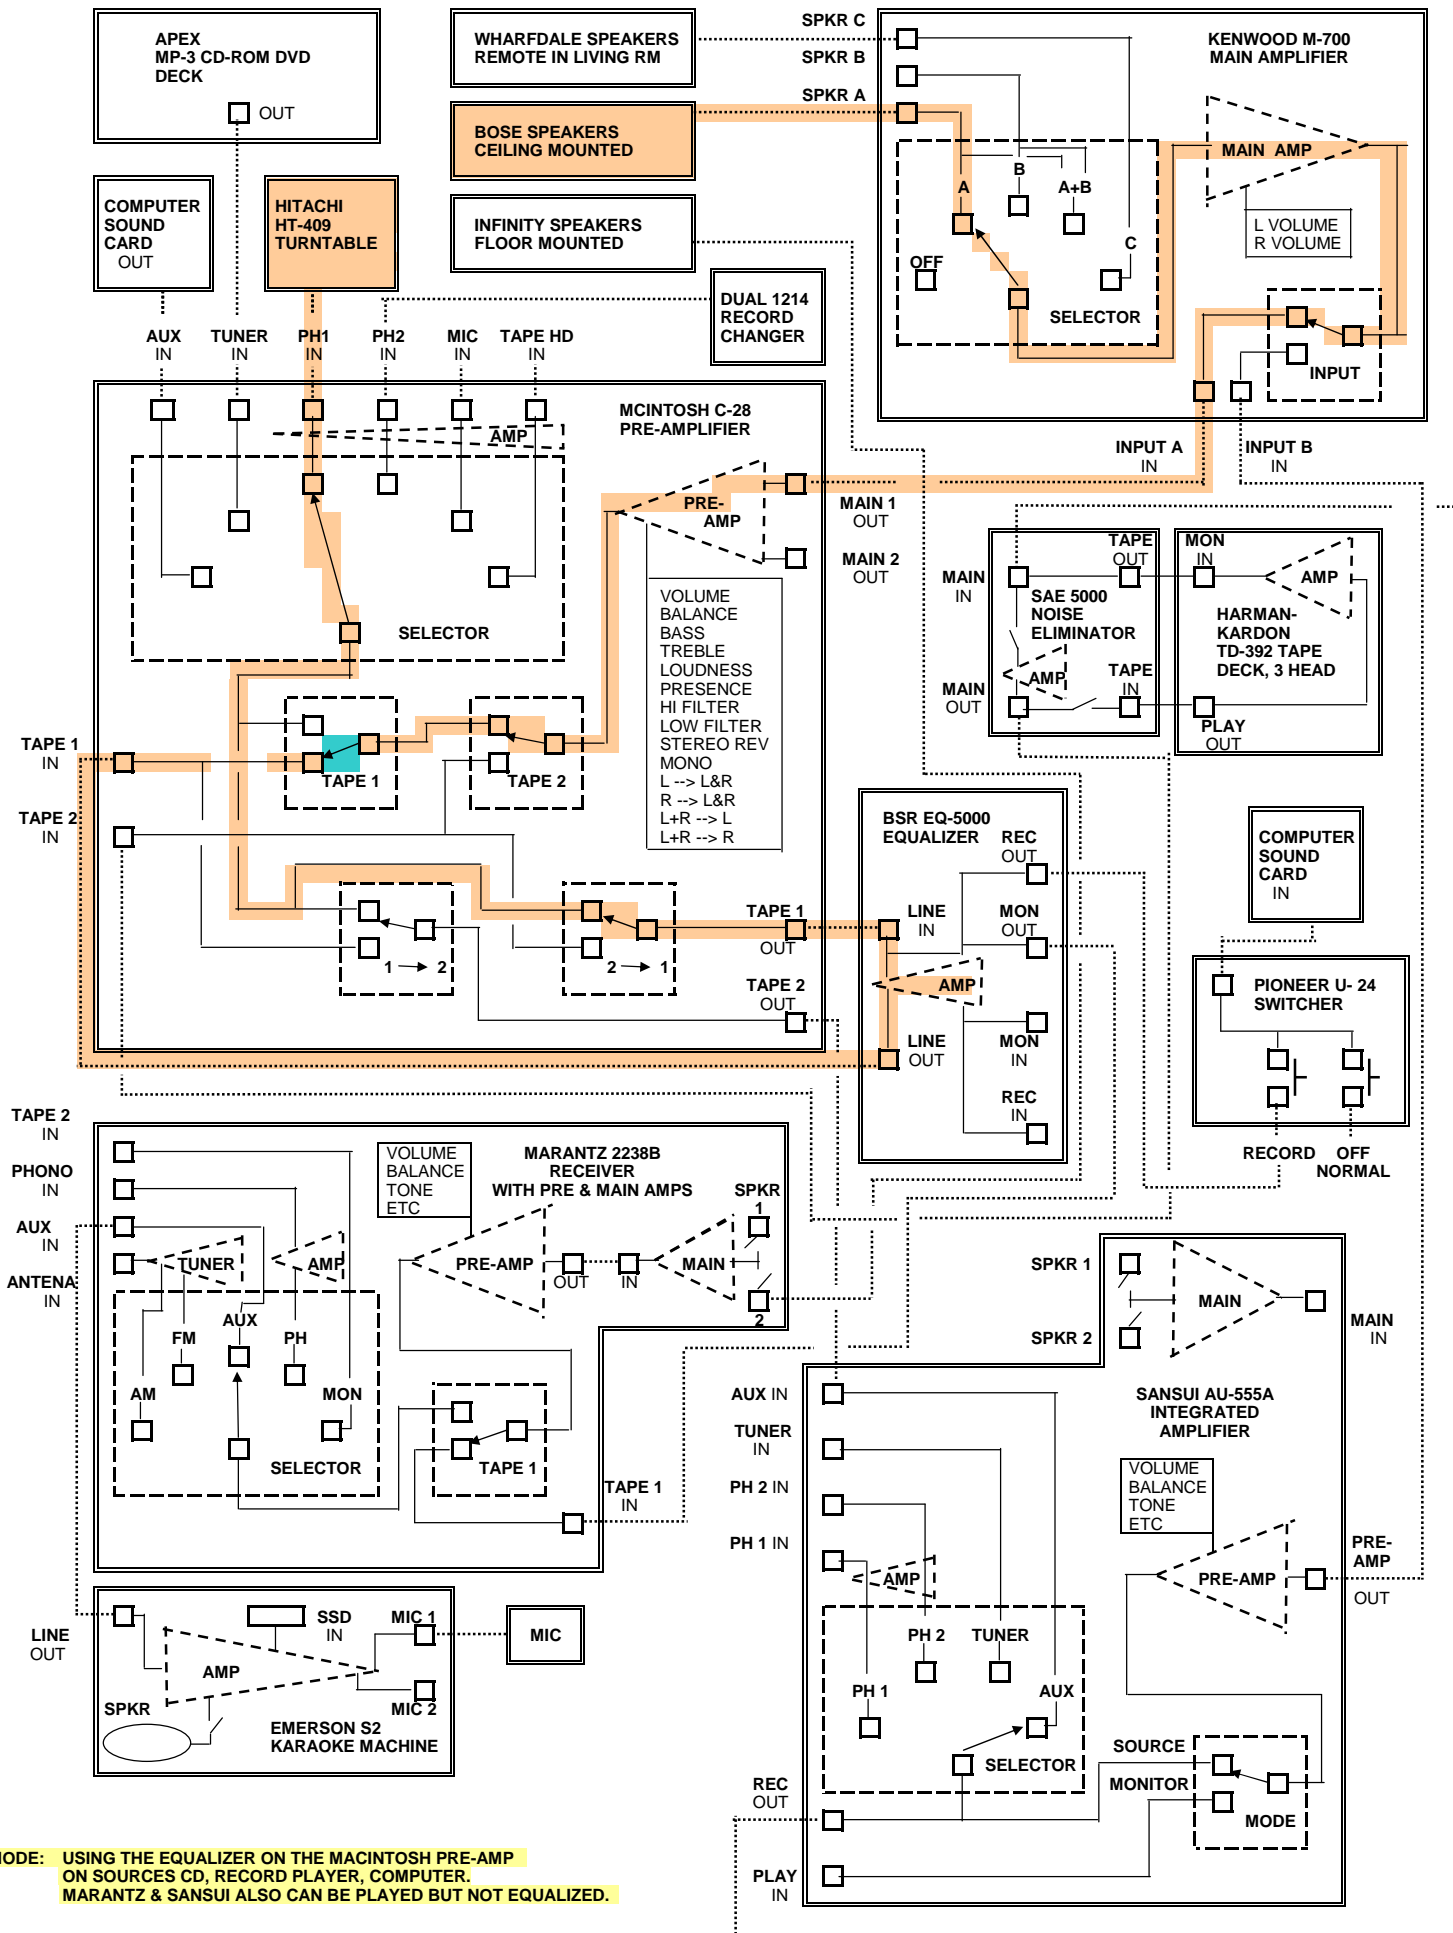 APEX
MP-3 CD-ROM DVD
DECK
OUT
WHARFDALE SPEAKERS
REMOTE IN LIVING RM
BOSE SPEAKERS
CEILING MOUNTED
INFINITY SPEAKERS
FLOOR MOUNTED
SPKR C
SPKR B
SPKR A
KENWOOD M-700
MAIN AMPLIFIER
MAIN AMP
L VOLUME
R VOLUME
A
B
A+B
C
OFF
SELECTOR
INPUT
INPUT A
IN
INPUT B
IN
COMPUTER
SOUND
CARD
OUT
HITACHI
HT-409
TURNTABLE
DUAL 1214
RECORD
CHANGER
AUX
IN
TUNER
IN
PH1
IN
PH2
IN
MIC
IN
TAPE HD
IN
MCINTOSH C-28
PRE-AMPLIFIER
AMP
PRE-
AMP
MAIN 1
OUT
MAIN 2
OUT
VOLUME
BALANCE
BASS
TREBLE
LOUDNESS
PRESENCE
HI FILTER
LOW FILTER
STEREO REV
MONO
L --> L&R
R --> L&R
L+R --> L
L+R --> R
SELECTOR
TAPE 1
IN
TAPE 1
TAPE 2
TAPE 2
IN
1 → 2
2 → 1
TAPE 1
OUT
TAPE 2
OUT
MAIN
IN
TAPE
OUT
SAE 5000
NOISE
ELIMINATOR
AMP
TAPE
IN
MAIN
OUT
MON
IN
AMP
HARMAN-
KARDON
TD-392 TAPE
DECK, 3 HEAD
PLAY
OUT
BSR EQ-5000
EQUALIZER
REC
OUT
LINE
IN
MON
OUT
AMP
LINE
OUT
MON
IN
REC
IN
COMPUTER
SOUND
CARD
IN
PIONEER U- 24
SWITCHER
RECORD
OFF
NORMAL
TAPE 2
IN
PHONO
IN
AUX
IN
ANTENA
IN
VOLUME
BALANCE
TONE
ETC
MARANTZ 2238B
RECEIVER
WITH PRE & MAIN AMPS
SPKR
1
TUNER
AMP
PRE-AMP
OUT
IN
MAIN
2
AM
FM
AUX
PH
MON
SELECTOR
TAPE 1
TAPE 1
IN
LINE
OUT
SSD
IN
MIC 1
MIC
AMP
SPKR
MIC 2
EMERSON S2
KARAOKE MACHINE
SPKR 1
SPKR 2
MAIN
MAIN
IN
SANSUI AU-555A
INTEGRATED
AMPLIFIER
AUX IN
TUNER
IN
PH 2 IN
PH 1 IN
VOLUME
BALANCE
TONE
ETC
AMP
PRE-AMP
PRE-
AMP
OUT
PH 2
TUNER
PH 1
AUX
SELECTOR
SOURCE
MONITOR
MODE
REC
OUT
PLAY
IN
MODE: USING THE EQUALIZER ON THE MACINTOSH PRE-AMP
ON SOURCES CD, RECORD PLAYER, COMPUTER.
MARANTZ & SANSUI ALSO CAN BE PLAYED BUT NOT EQUALIZED.